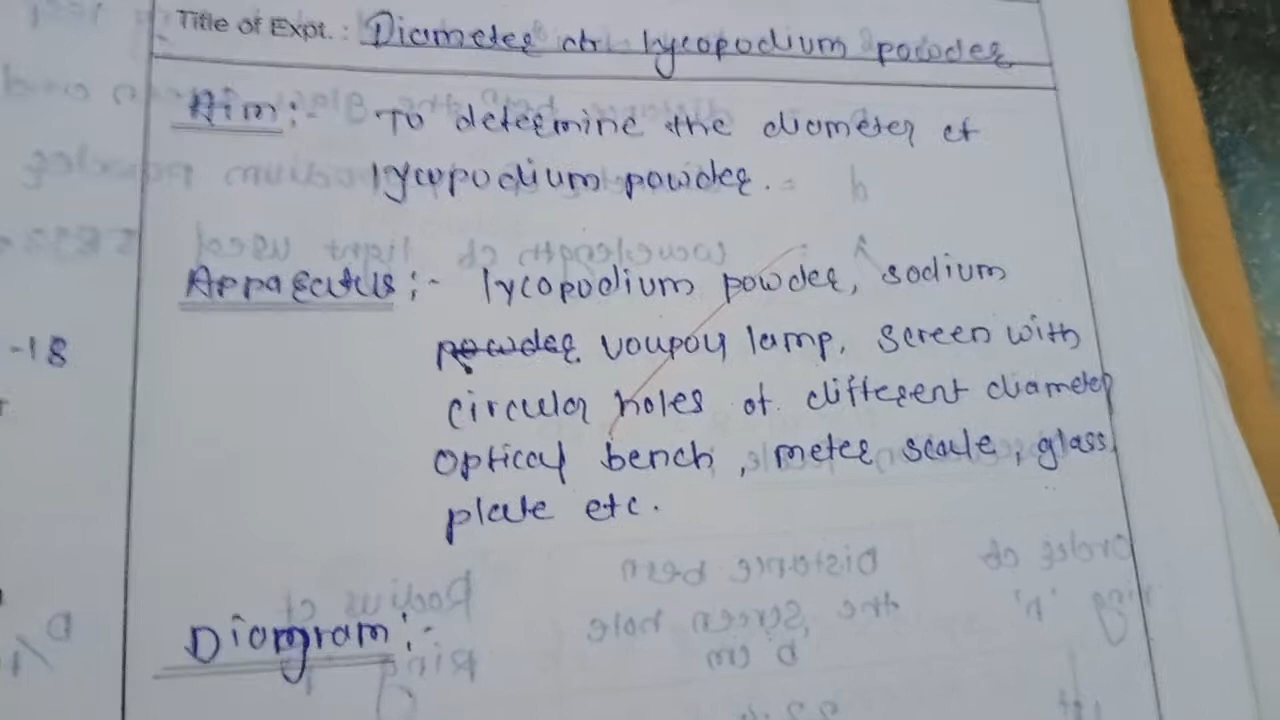 Title of Expt. : Diameter of lycopodium powder
Aim :- To determine the diameter of
lycopodium powder.
Apparatus :- lycopodium powder, sodium
powder voupoy lamp, screen with
circular holes of different diameter
optical bench, meter scale, glass
plate etc.
-18
Diagram :-